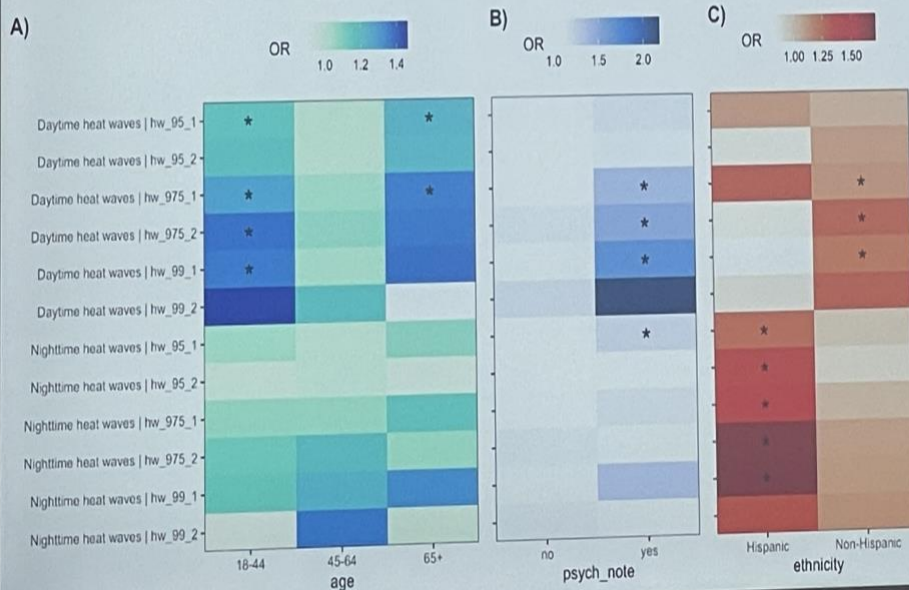 A)
OR
1.0 1.2 1.4
B)
OR
1.0 1.5 2.0
C)
OR
1.00 1.25 1.50
Daytime heat waves | hw_95_1
*
*
Daytime heat waves | hw_95_2
Daytime heat waves | hw_975_1
*
*
*
*
Daytime heat waves | hw_975_2
*
*
*
Daytime heat waves | hw_99_1
*
*
*
Daytime heat waves | hw_99_2
Nighttime heat waves | hw_95_1
*
*
Nighttime heat waves | hw_95_2
*
Nighttime heat waves | hw_975_1
*
Nighttime heat waves | hw_975_2
*
Nighttime heat waves | hw_99_1
*
Nighttime heat waves | hw_99_2
18-44 45-64 65+
age
no yes
psych_note
Hispanic Non-Hispanic
ethnicity